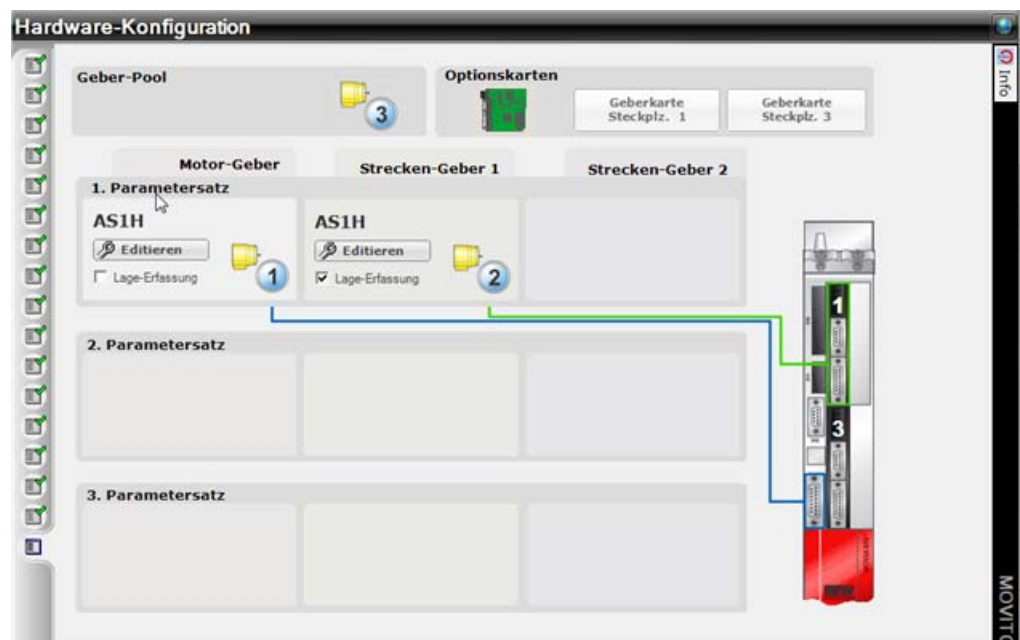 Hardware-Konfiguration
Info
Geber-Pool
3
Optionskarten
Geberkarte
Steckplz. 1
Geberkarte
Steckplz. 3
Motor-Geber
Strecken-Geber 1
Strecken-Geber 2
1. Parametersatz
AS1H
Editieren
Lage-Erfassung
1
AS1H
Editieren
Lage-Erfassung
2
1
3
2. Parametersatz
3. Parametersatz
MOVIT